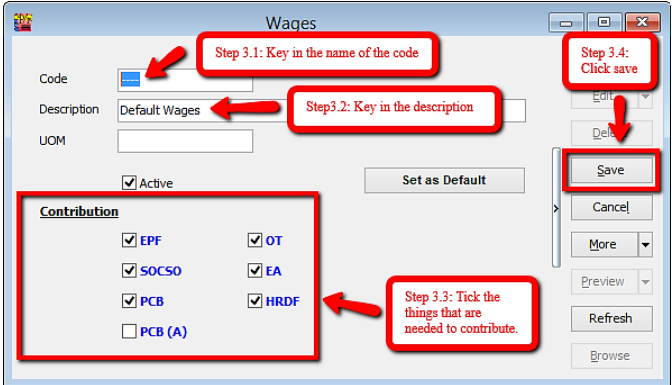 Wages
Step 3.1: Key in the name of the code
Step 3.4:
Click save
Code
----
Description
Default Wages
Step3.2: Key in the description
Edit
UOM
Delete
Active
Set as Default
Save
Contribution
Cancel
EPF
OT
More
SOCSO
EA
PCB
HRDF
Step 3.3: Tick the
things that are
needed to contribute.
Preview
PCB (A)
Refresh
Browse